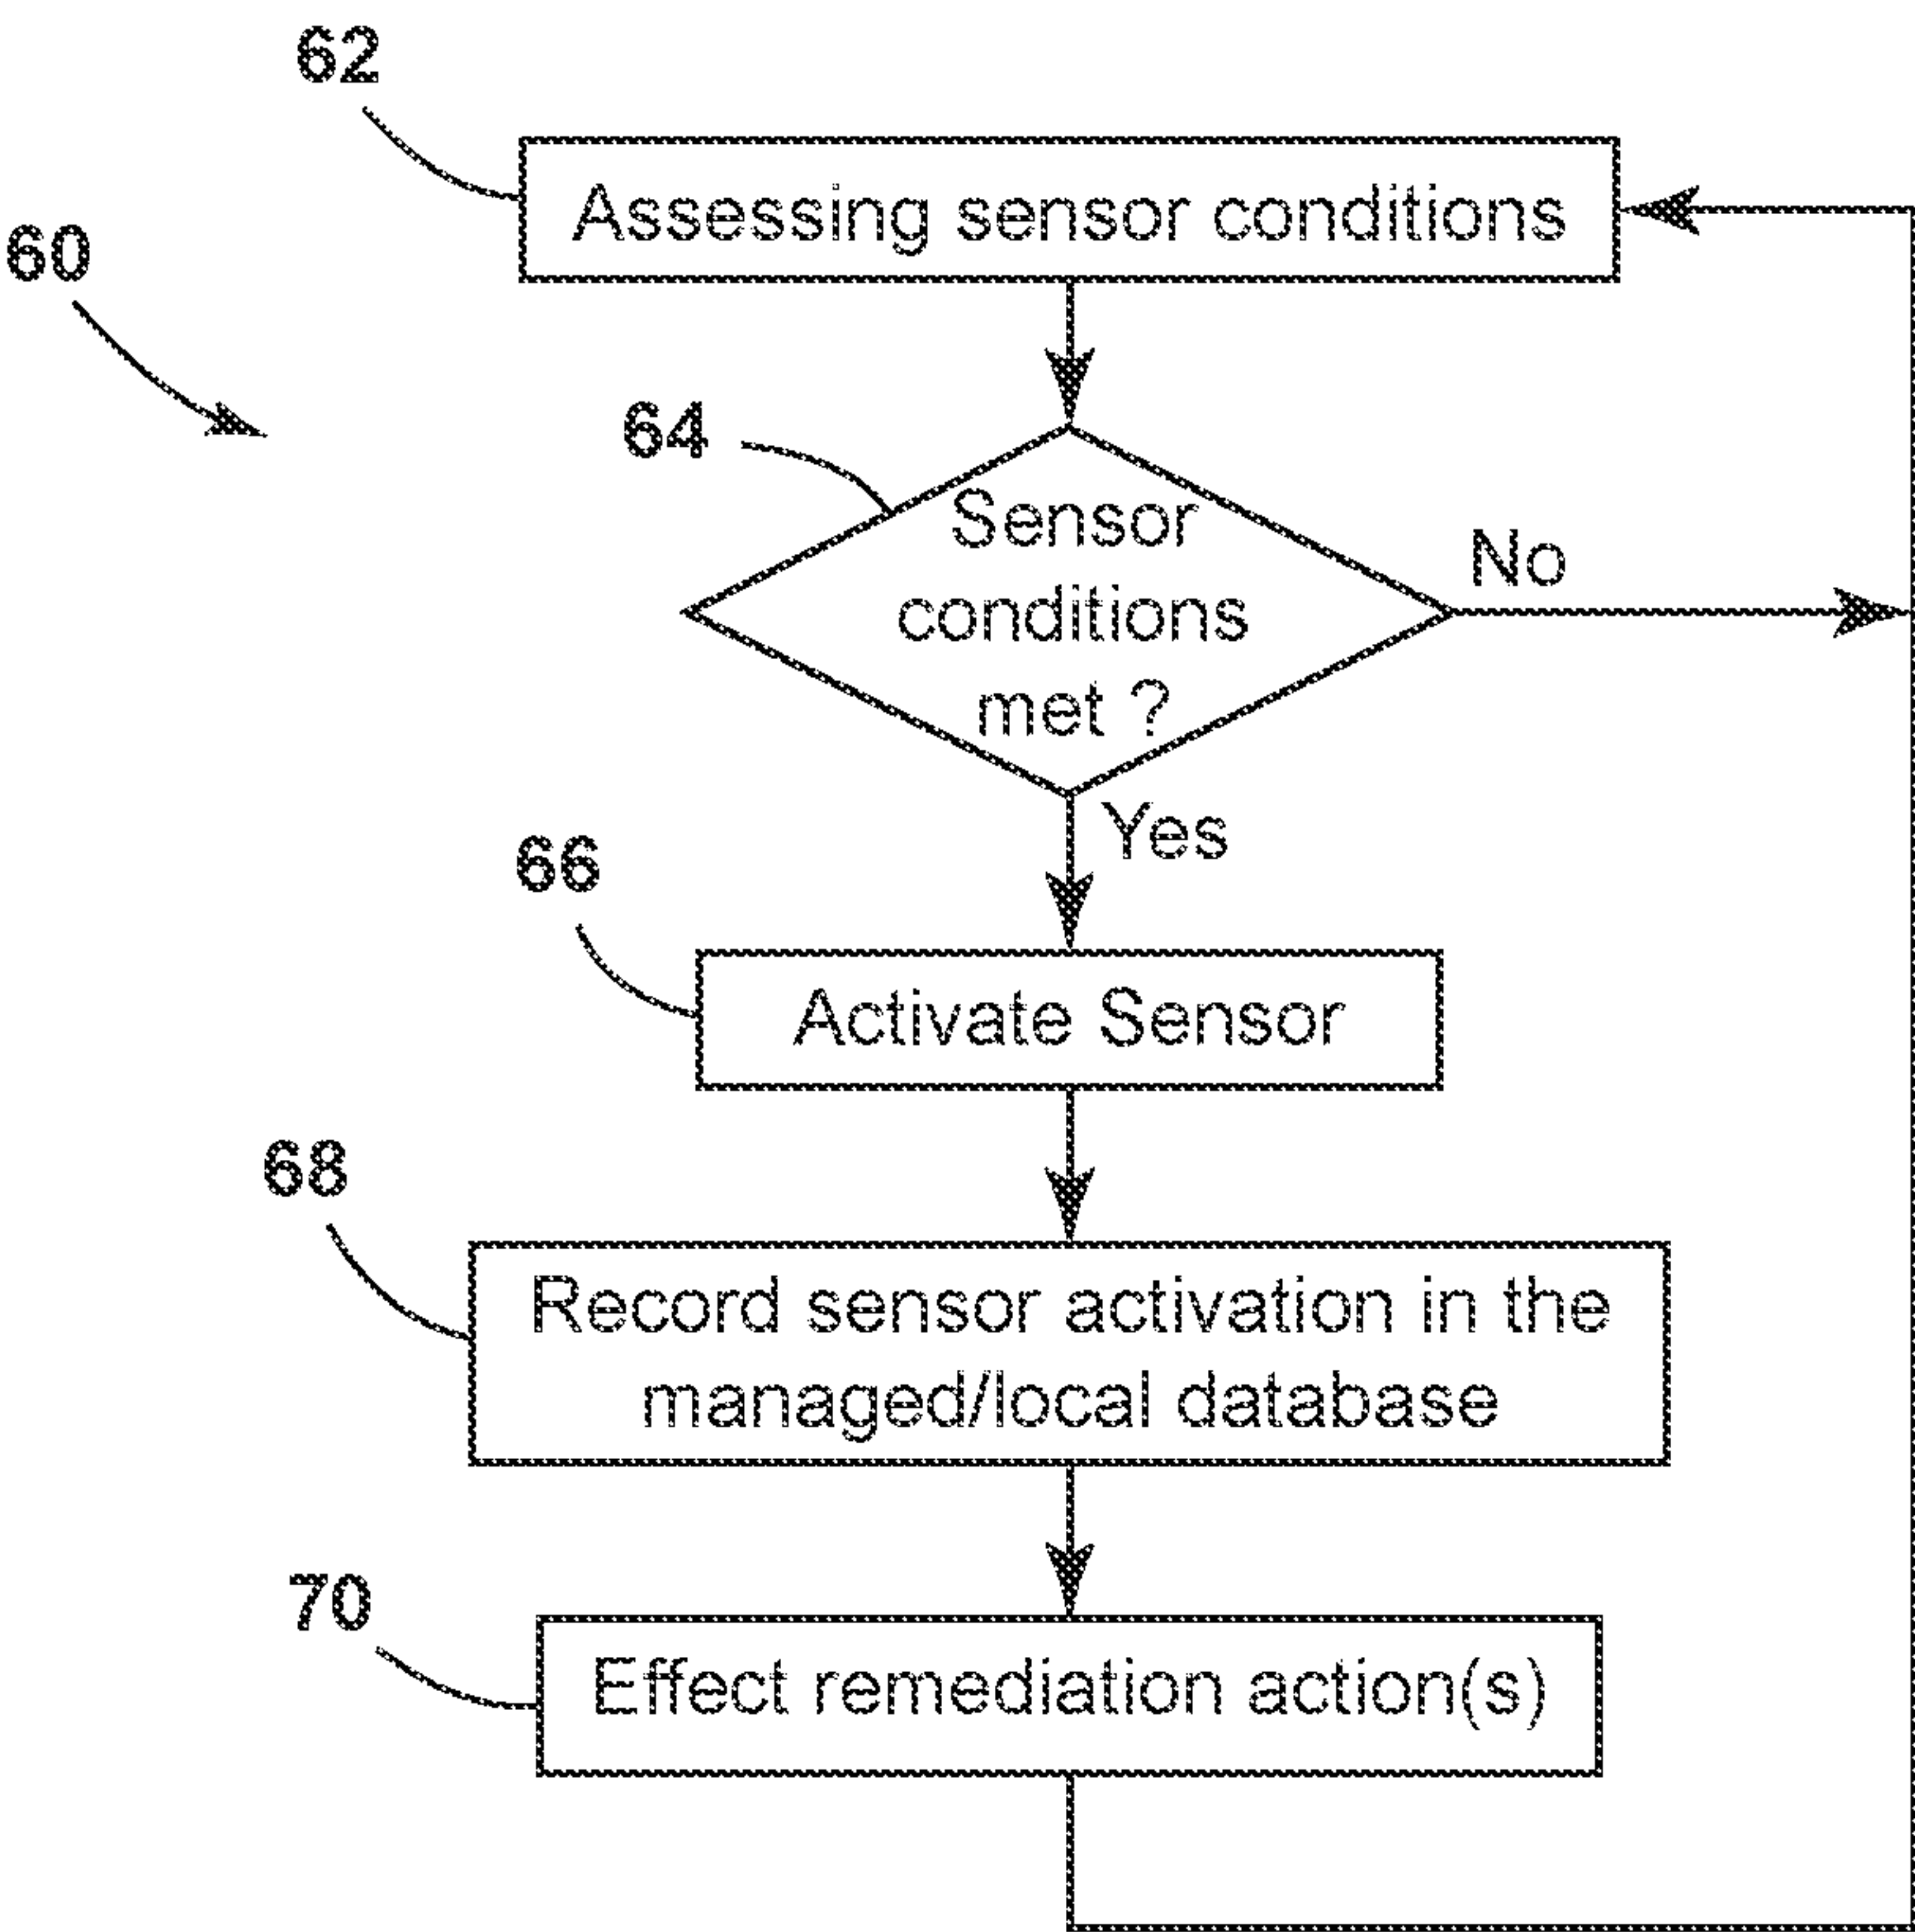 62
Assessing sensor conditions
60
64
Sensor
conditions
met ?
No
Yes
66
Activate Sensor
68
Record sensor activation in the
managed/local database
70
Effect remediation action(s)